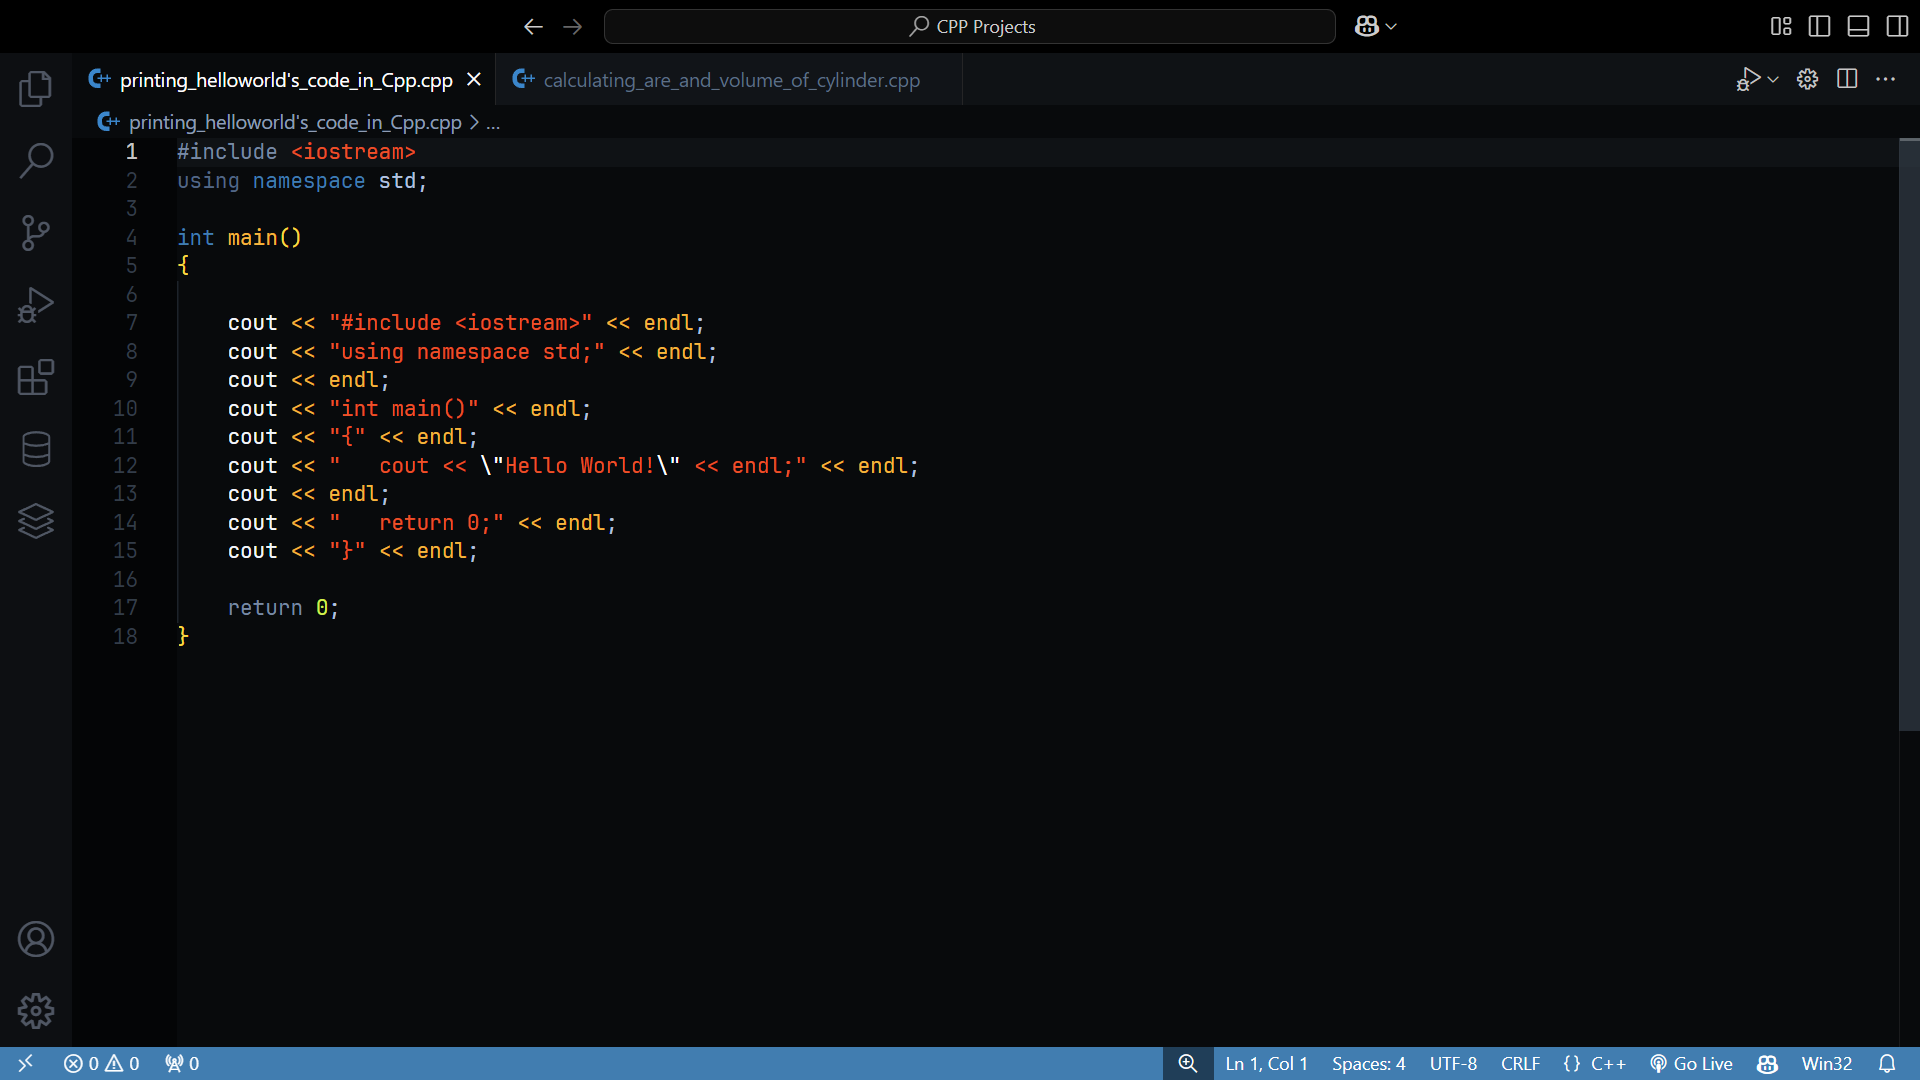 CPP Projects
printing_helloworld's_code_in_Cpp.cpp
calculating_are_and_volume_of_cylinder.cpp
printing_helloworld's_code_in_Cpp.cpp > ...
1 #include <iostream>
2 using namespace std;
3
4 int main()
5 {
6
7     cout << "#include <iostream>" << endl;
8     cout << "using namespace std;" << endl;
9     cout << endl;
10     cout << "int main()" << endl;
11     cout << "{" << endl;
12     cout << "   cout << \"Hello World!\" << endl;" << endl;
13     cout << endl;
14     cout << "   return 0;" << endl;
15     cout << "}" << endl;
16
17     return 0;
18 }
0 0 0 Ln 1, Col 1 Spaces: 4 UTF-8 CRLF {} C++ Go Live Win32